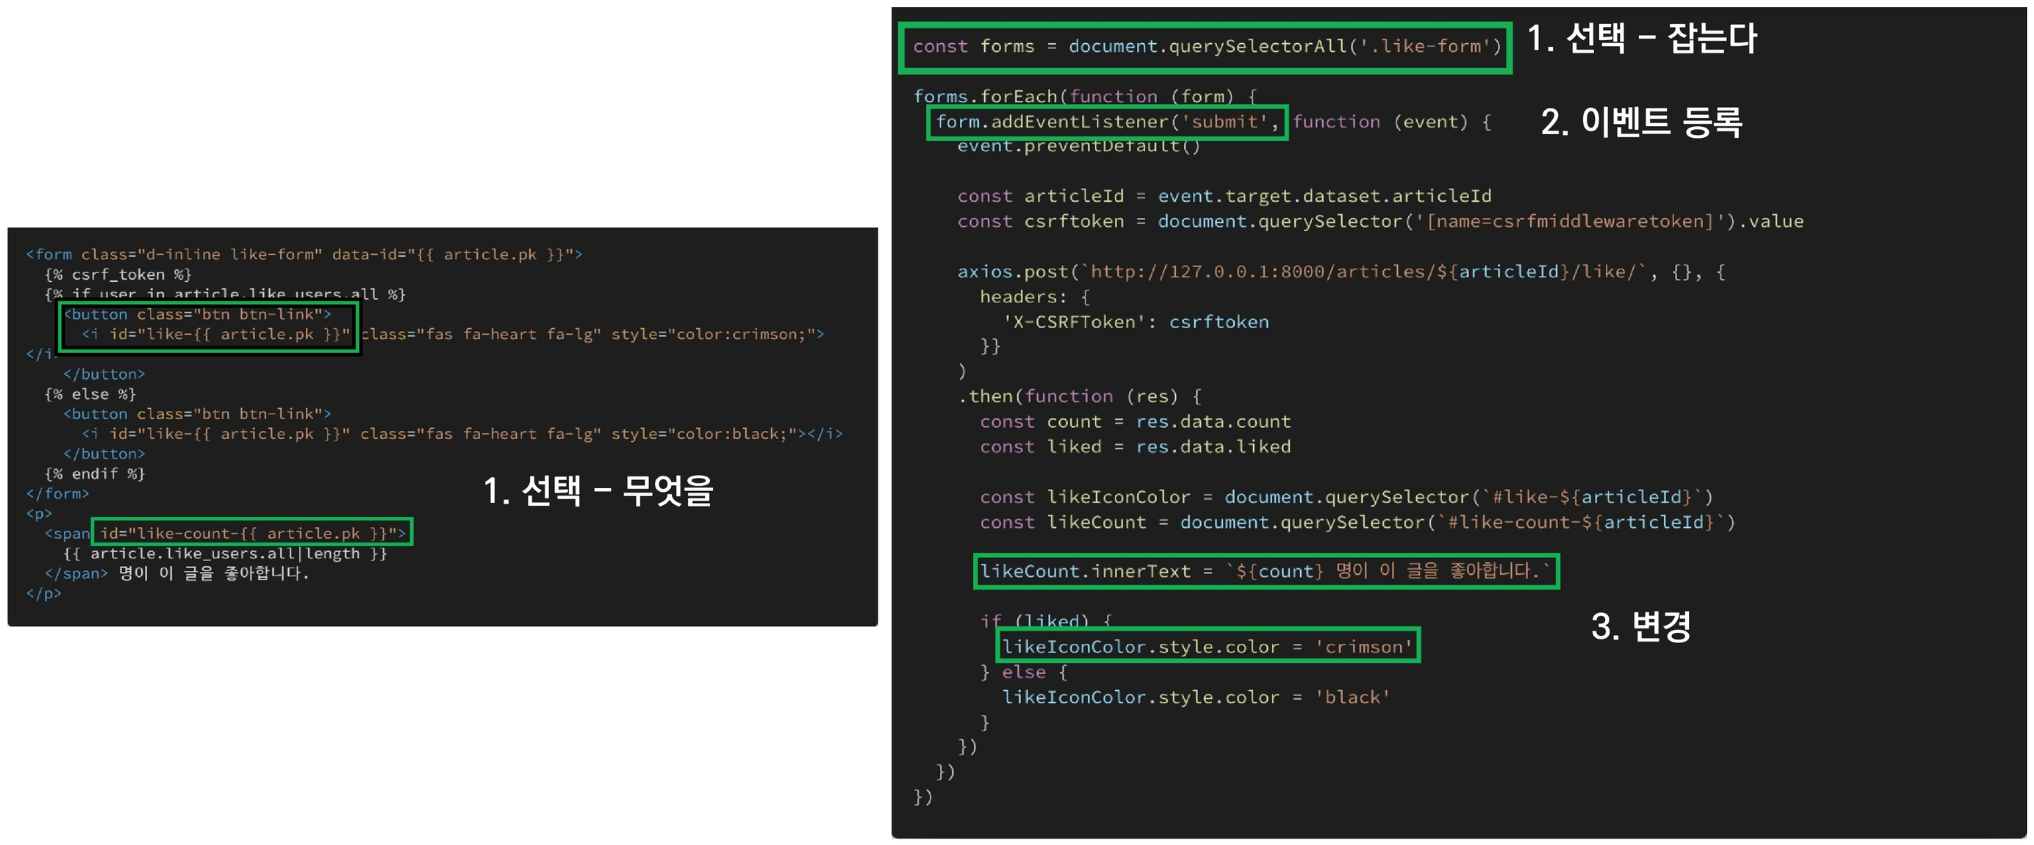 <form class="d-inline like-form" data-id="{{ article.pk }}">
{% csrf_token %}
{% if user in article.like_users.all %}
<button class="btn btn-link">
<i id="like-{{ article.pk }}" class="fas fa-heart fa-lg" style="color:crimson;">
</i>
</button>
{% else %}
<button class="btn btn-link">
<i id="like-{{ article.pk }}" class="fas fa-heart fa-lg" style="color:black;"></i>
</button>
{% endif %}
</form>
<p>
<span id="like-count-{{ article.pk }}">
{{ article.like_users.all|length }}
</span> 명이 이 글을 좋아합니다.
</p>
1. 선택 - 무엇을
const forms = document.querySelectorAll('.like-form')
1. 선택 - 잡는다
forms.forEach(function (form) {
form.addEventListener('submit', function (event) {
2. 이벤트 등록
event.preventDefault()
const articleId = event.target.dataset.articleId
const csrftoken = document.querySelector('[name=csrfmiddlewaretoken]').value
axios.post(`http://127.0.0.1:8000/articles/${articleId}/like/`, {}, {
headers: {
'X-CSRFToken': csrftoken
}}
)
.then(function (res) {
const count = res.data.count
const liked = res.data.liked
const likeIconColor = document.querySelector(`#like-${articleId}`)
const likeCount = document.querySelector(`#like-count-${articleId}`)
likeCount.innerText = `${count} 명이 이 글을 좋아합니다.`
if (liked) {
3. 변경
likeIconColor.style.color = 'crimson'
} else {
likeIconColor.style.color = 'black'
}
})
})
})